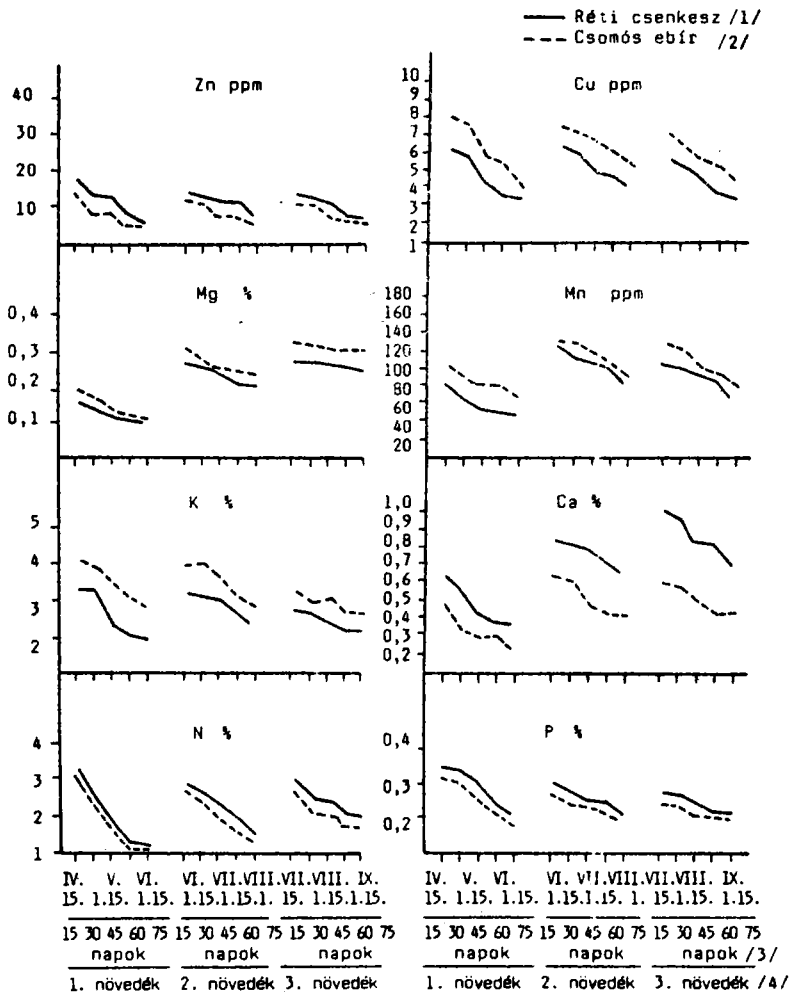 Réti csenkesz /1/
Csomós ebír /2/
Zn ppm
40
30
20
10
Cu ppm
10
9
8
7
6
5
4
3
2
1
Mg %
0,4
0,3
0,2
0,1
Mn ppm
180
160
140
120
100
80
60
40
20
K %
5
4
3
2
Ca %
1,0
0,9
0,8
0,7
0,6
0,5
0,4
0,3
0,2
N %
4
3
2
1
P %
0,4
0,3
0,2
IV. V. VI. VI. VII.VIII.VII.VIII. IX.
15. 1.15. 1.15. 1.15.1.15.1. 15.1.15.1.15.
15 30 45 60 75 15 30 45 60 75 15 30 45 60 75
napok napok napok
1. növedék 2. növedék 3. növedék
IV. V. VI. VI. VII.VIII.VII.VIII. IX.
15. 1.15. 1.15. 1.15.1.15.1. 15.1.15.1.15.
15 30 45 60 75 15 30 45 60 75 15 30 45 60 75
napok napok napok /3/
1. növedék 2. növedék 3. növedék /4/